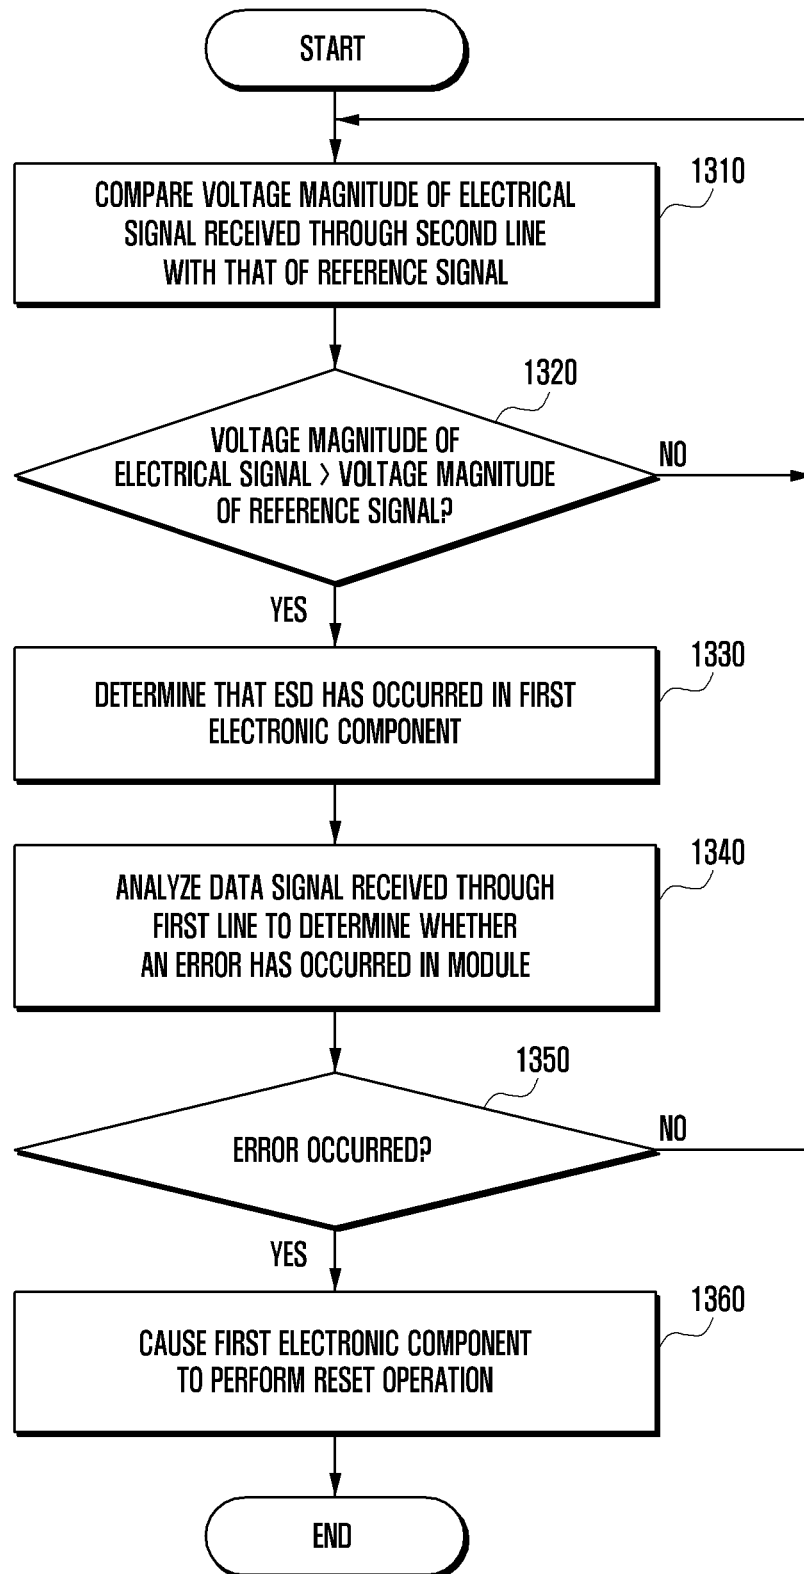 START
1310
COMPARE VOLTAGE MAGNITUDE OF ELECTRICAL
SIGNAL RECEIVED THROUGH SECOND LINE
WITH THAT OF REFERENCE SIGNAL
1320
VOLTAGE MAGNITUDE OF
ELECTRICAL SIGNAL > VOLTAGE MAGNITUDE
OF REFERENCE SIGNAL?
NO
YES
1330
DETERMINE THAT ESD HAS OCCURRED IN FIRST
ELECTRONIC COMPONENT
1340
ANALYZE DATA SIGNAL RECEIVED THROUGH
FIRST LINE TO DETERMINE WHETHER
AN ERROR HAS OCCURRED IN MODULE
1350
ERROR OCCURRED?
NO
YES
1360
CAUSE FIRST ELECTRONIC COMPONENT
TO PERFORM RESET OPERATION
END